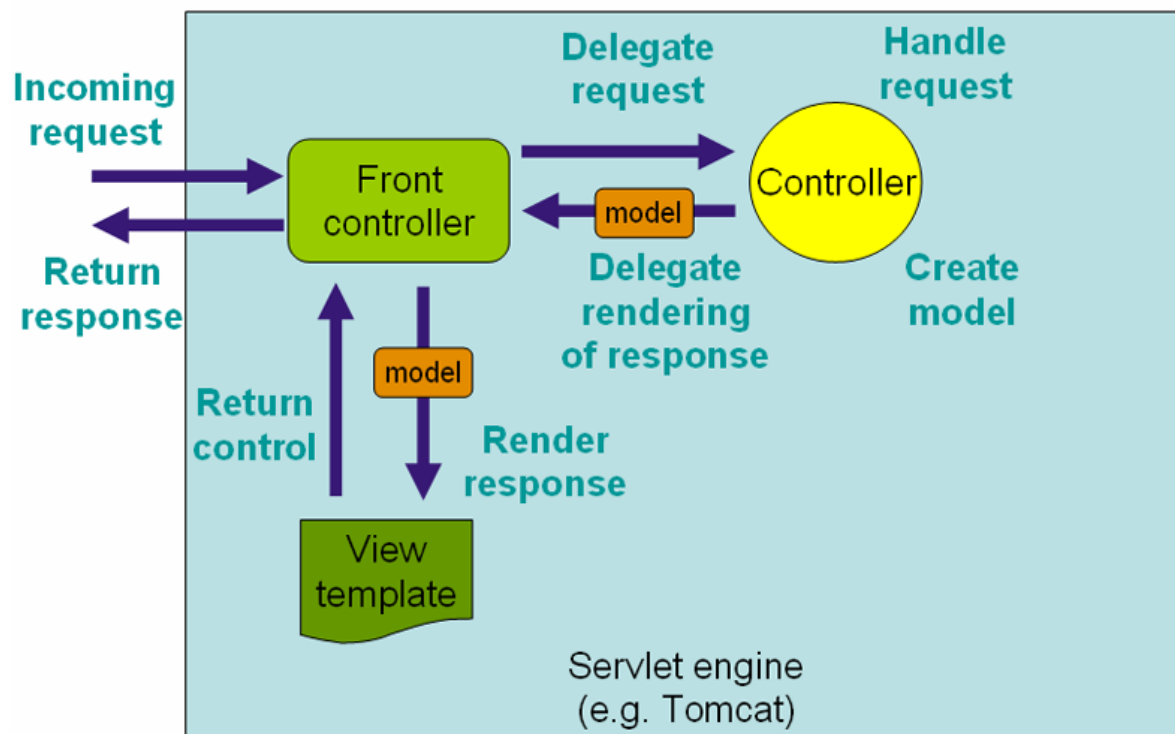 Delegate
request
Handle
request
Incoming
request
Front
controller
Controller
model
Return
response
Delegate
rendering
of response
Create
model
model
Return
control
Render
response
View
template
Servlet engine
(e.g. Tomcat)